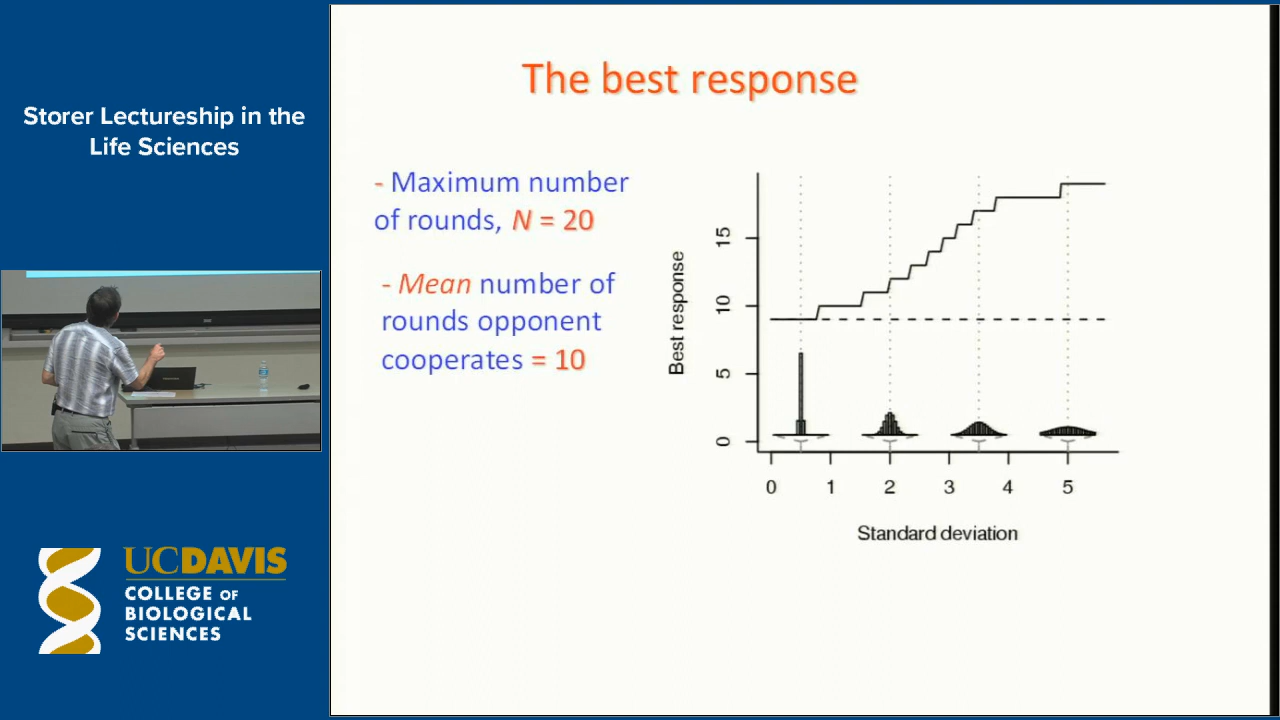 Storer Lectureship in the
Life Sciences
UCDAVIS
COLLEGE OF
BIOLOGICAL
SCIENCES
The best response
- Maximum number
of rounds, N = 20
- Mean number of
rounds opponent
cooperates = 10
Best response
15
10
5
0
0 1 2 3 4 5
Standard deviation